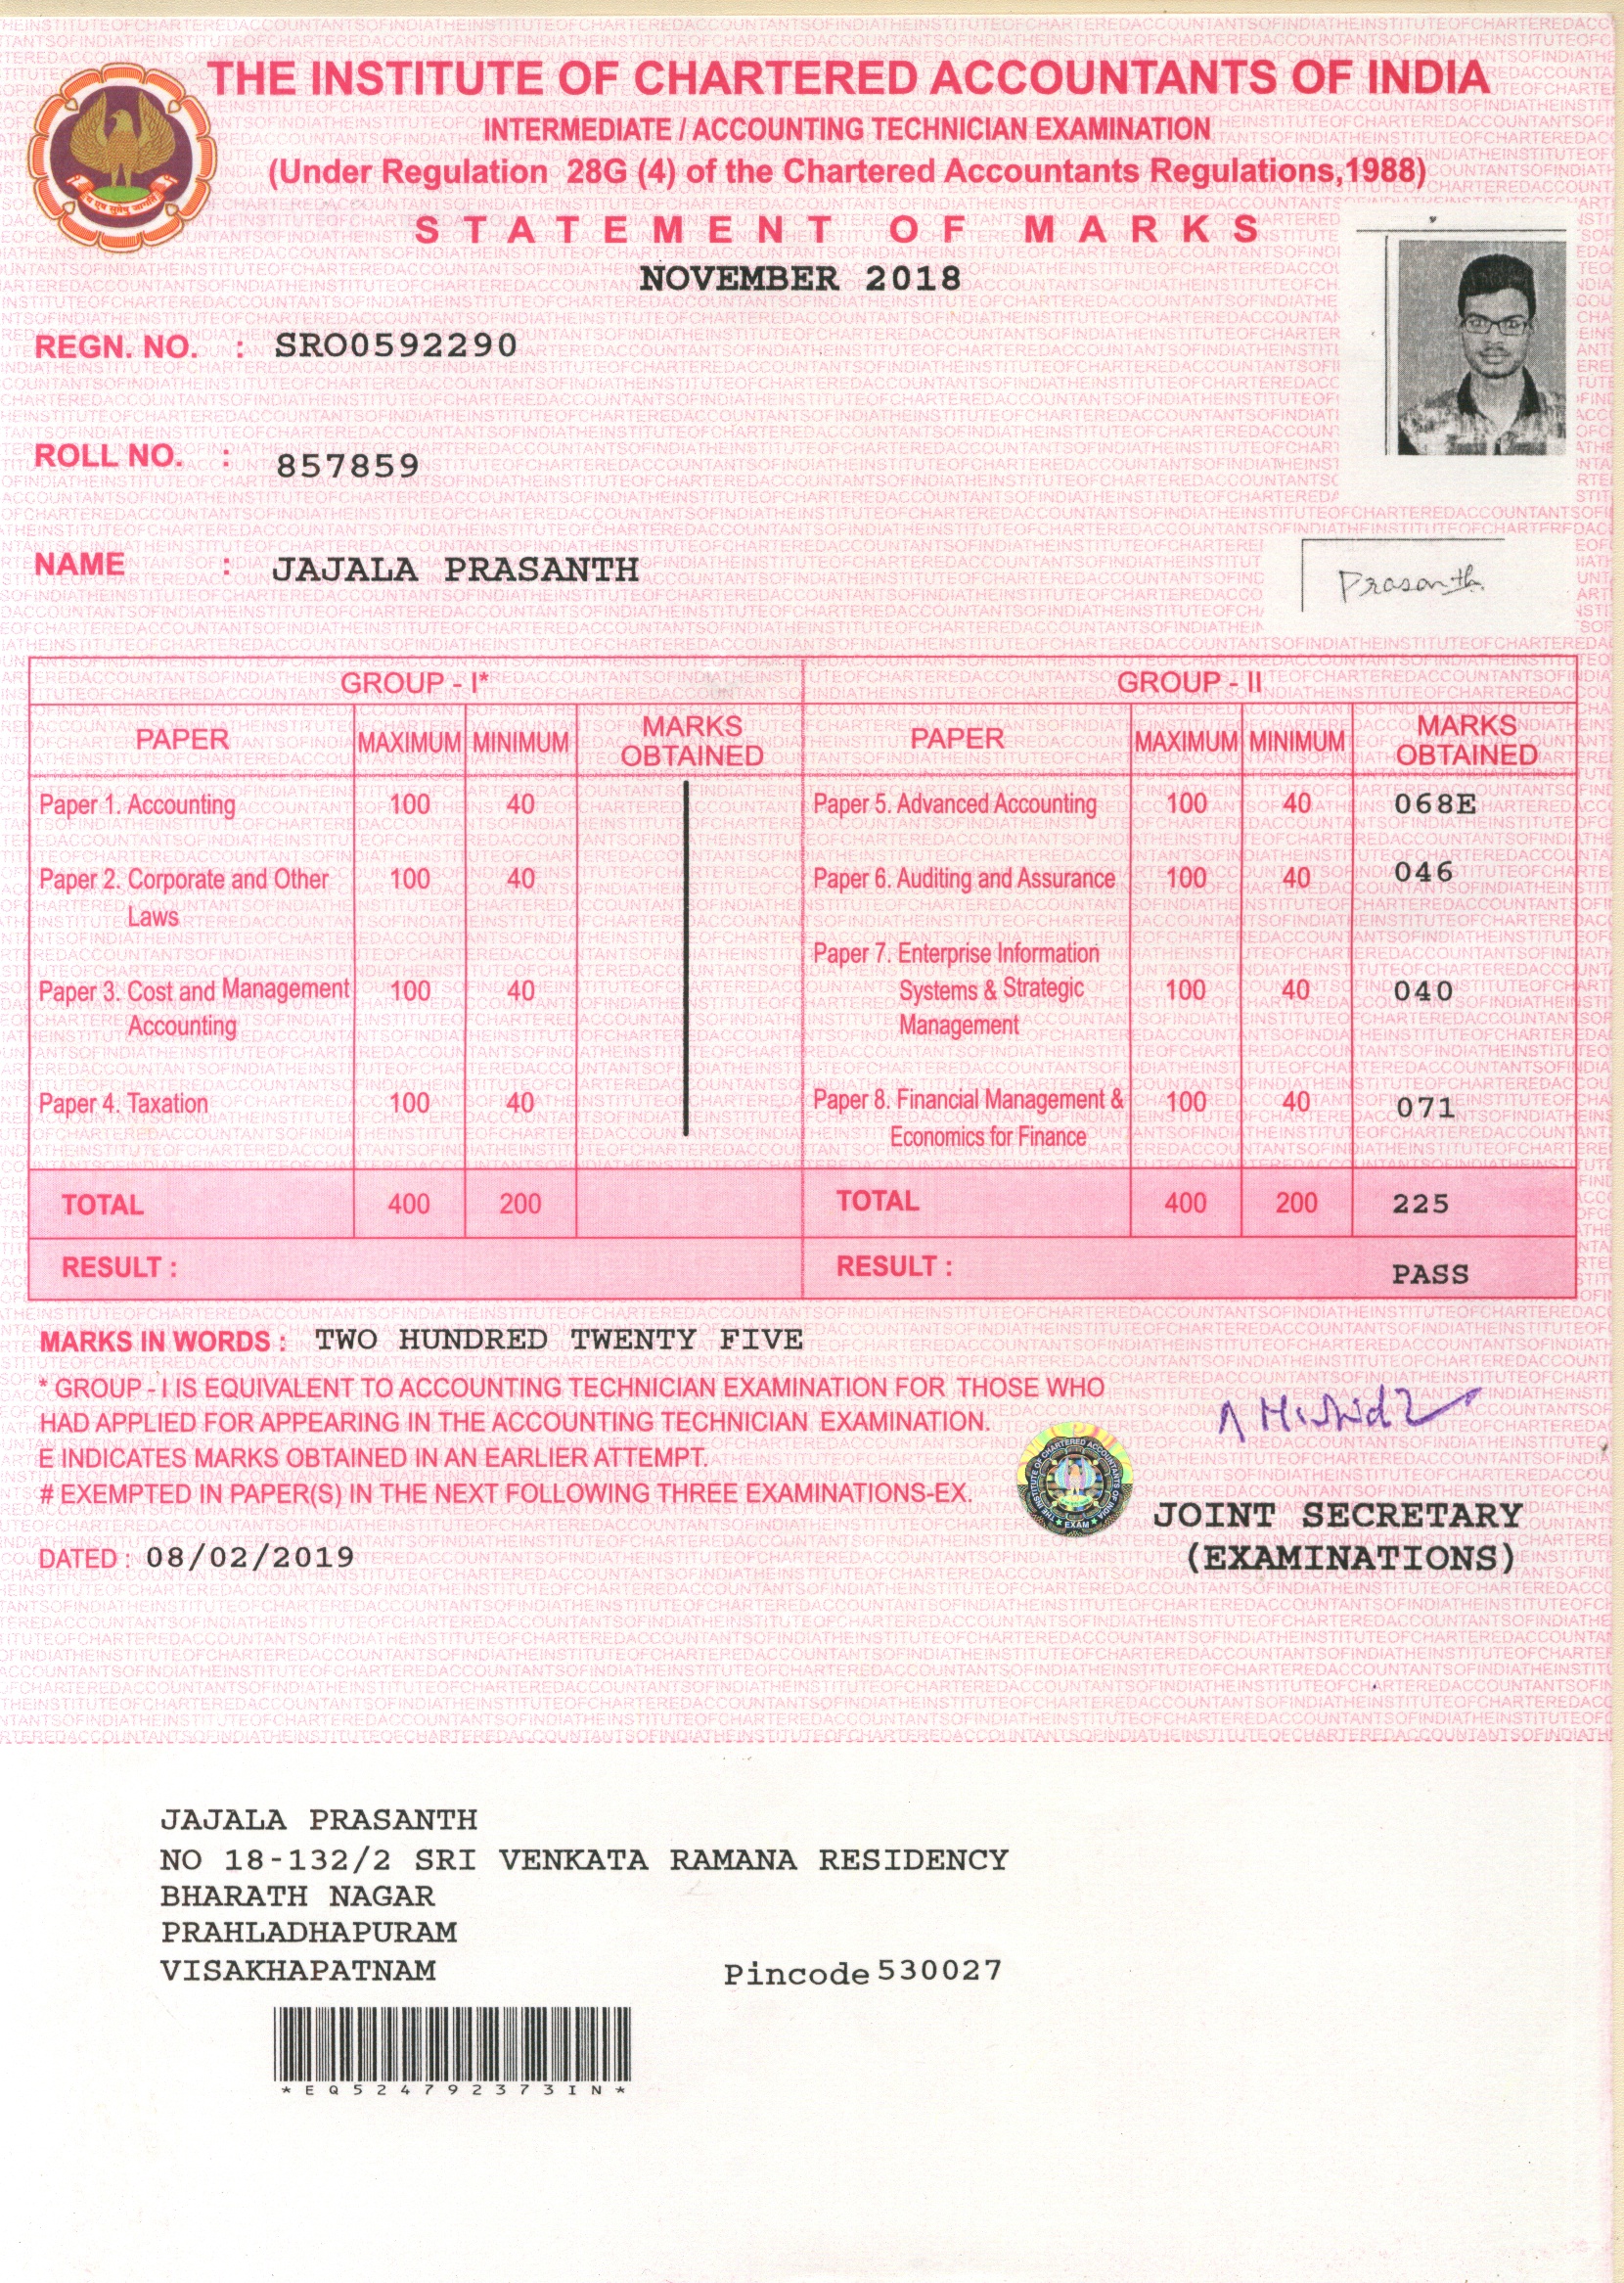 THE INSTITUTE OF CHARTERED ACCOUNTANTS OF INDIA
INTERMEDIATE / ACCOUNTING TECHNICIAN EXAMINATION
(Under Regulation 28G (4) of the Chartered Accountants Regulations,1988)
STATEMENT OF MARKS
NOVEMBER 2018
REGN. NO. : SRO0592290
ROLL NO. : 857859
NAME : JAJALA PRASANTH
Prasanth
GROUP - I* GROUP - II
PAPER MAXIMUM MINIMUM MARKS OBTAINED PAPER MAXIMUM MINIMUM MARKS OBTAINED
Paper 1. Accounting 100 40 Paper 5. Advanced Accounting 100 40 068E
Paper 2. Corporate and Other Laws 100 40 Paper 6. Auditing and Assurance 100 40 046
Paper 3. Cost and Management Accounting 100 40 Paper 7. Enterprise Information Systems & Strategic Management 100 40 040
Paper 4. Taxation 100 40 Paper 8. Financial Management & Economics for Finance 100 40 071
TOTAL 400 200 TOTAL 400 200 225
RESULT : RESULT : PASS
MARKS IN WORDS : TWO HUNDRED TWENTY FIVE
* GROUP - I IS EQUIVALENT TO ACCOUNTING TECHNICIAN EXAMINATION FOR THOSE WHO
HAD APPLIED FOR APPEARING IN THE ACCOUNTING TECHNICIAN EXAMINATION.
E INDICATES MARKS OBTAINED IN AN EARLIER ATTEMPT.
# EXEMPTED IN PAPER(S) IN THE NEXT FOLLOWING THREE EXAMINATIONS-EX.
THE INSTITUTE OF CHARTERED ACCOUNTANTS OF INDIA
EXAM
JOINT SECRETARY
(EXAMINATIONS)
DATED : 08/02/2019
JAJALA PRASANTH
NO 18-132/2 SRI VENKATA RAMANA RESIDENCY
BHARATH NAGAR
PRAHLADHAPURAM
VISAKHAPATNAM Pincode 530027
*EQ524792373IN*